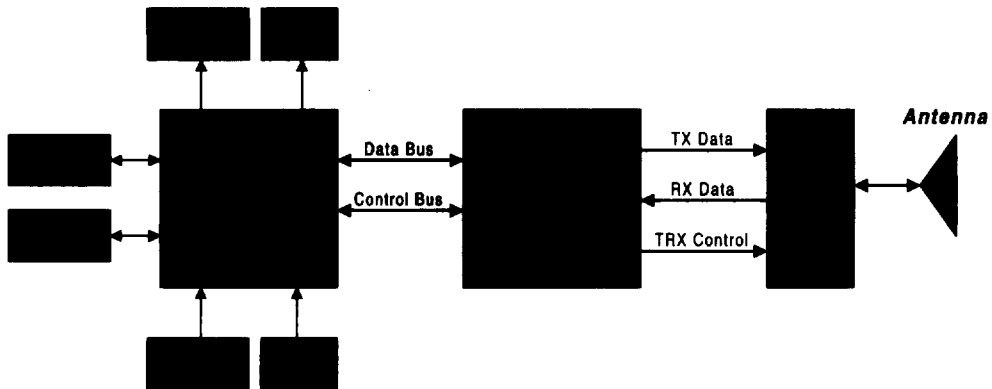 Antenna
TX Data
Data Bus
RX Data
Control Bus
TRX Control